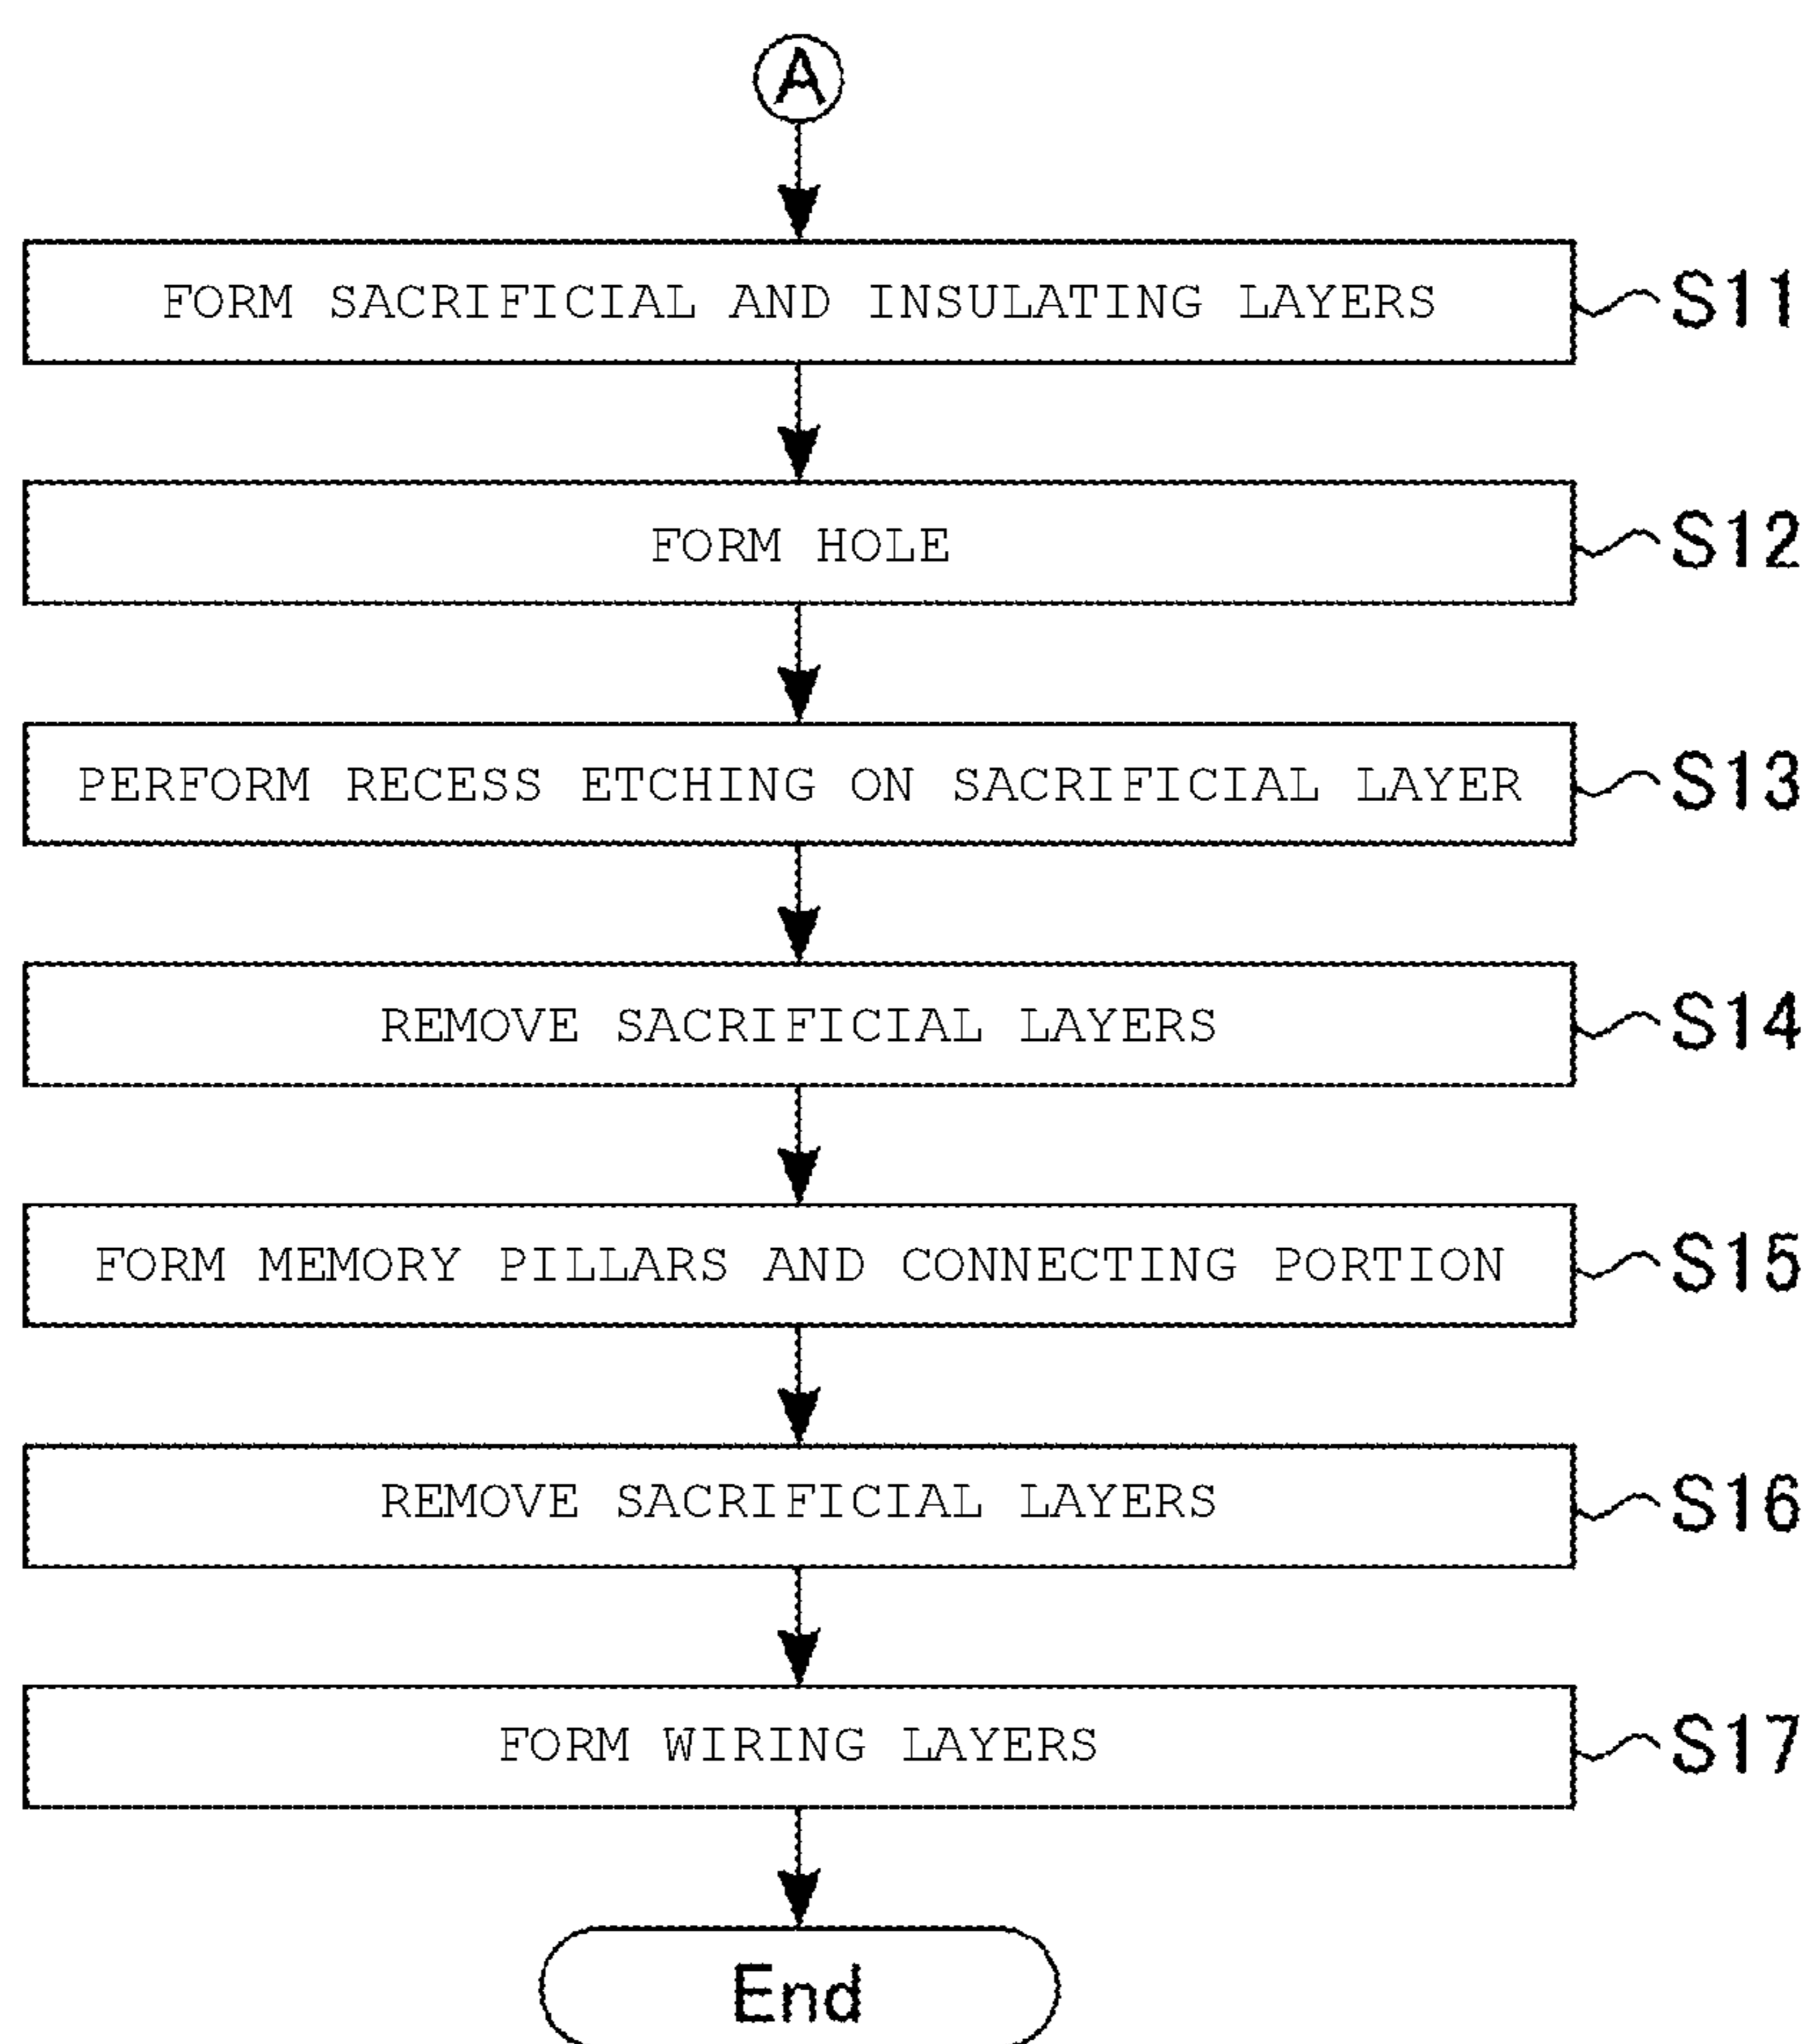 A
FORM SACRIFICIAL AND INSULATING LAYERS S11
FORM HOLE S12
PERFORM RECESS ETCHING ON SACRIFICIAL LAYER S13
REMOVE SACRIFICIAL LAYERS S14
FORM MEMORY PILLARS AND CONNECTING PORTION S15
REMOVE SACRIFICIAL LAYERS S16
FORM WIRING LAYERS S17
End